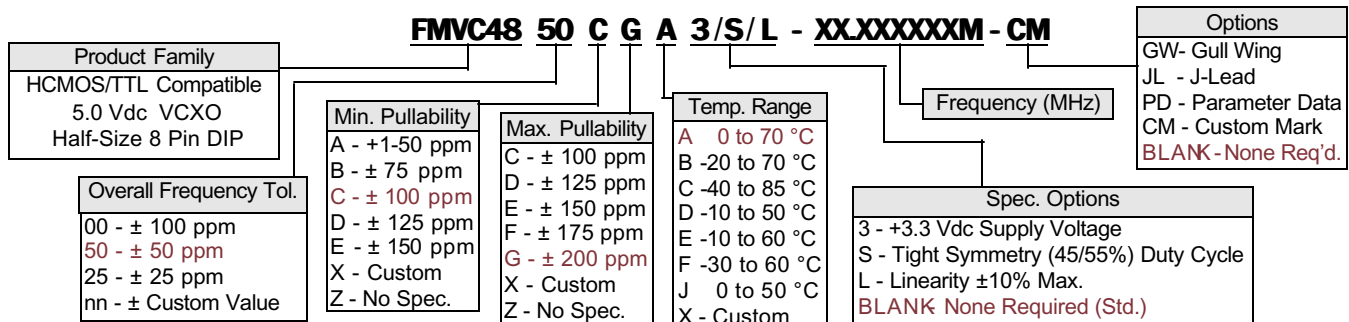 FMVC48 50 C G A 3/S/L - XX.XXXXXXM - CM
Product Family
HCMOS/TTL Compatible
5.0 Vdc VCXO
Half-Size 8 Pin DIP
Overall Frequency Tol.
00 - ± 100 ppm
50 - ± 50 ppm
25 - ± 25 ppm
nn - ± Custom Value
Min. Pullability
A - +1-50 ppm
B - ± 75 ppm
C - ± 100 ppm
D - ± 125 ppm
E - ± 150 ppm
X - Custom
Z - No Spec.
Max. Pullability
C - ± 100 ppm
D - ± 125 ppm
E - ± 150 ppm
F - ± 175 ppm
G - ± 200 ppm
X - Custom
Z - No Spec.
Temp. Range
A 0 to 70 °C
B -20 to 70 °C
C -40 to 85 °C
D -10 to 50 °C
E -10 to 60 °C
F -30 to 60 °C
J 0 to 50 °C
X - Custom
Frequency (MHz)
Spec. Options
3 - +3.3 Vdc Supply Voltage
S - Tight Symmetry (45/55%) Duty Cycle
L - Linearity ±10% Max.
BLANK- None Required (Std.)
Options
GW- Gull Wing
JL - J-Lead
PD - Parameter Data
CM - Custom Mark
BLANK - None Req'd.